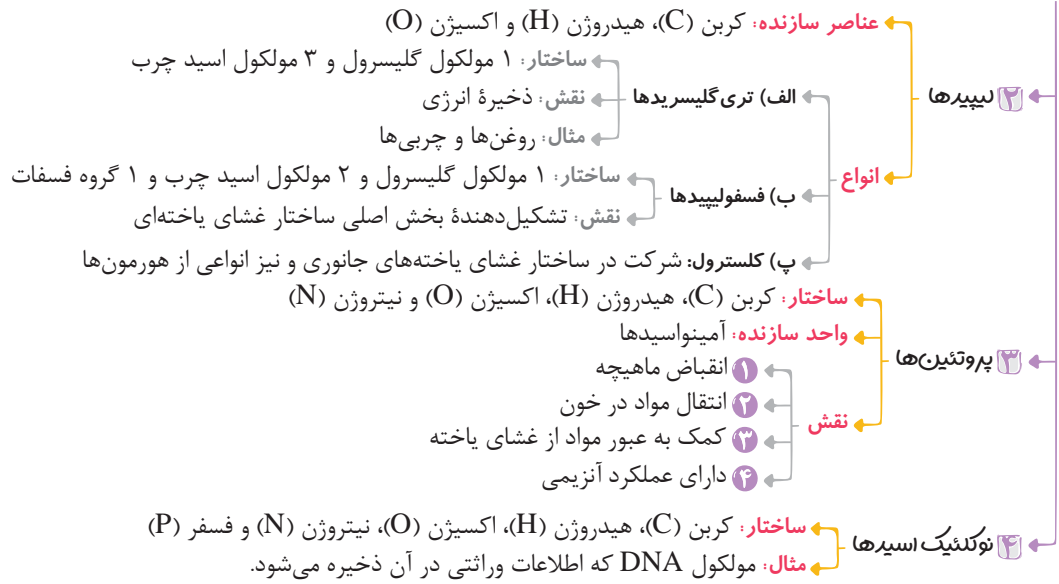 ۲ لیپیدها
عناصر سازنده: کربن (C)، هیدروژن (H) و اکسیژن (O)
انواع
الف) تری‌گلیسریدها
ساختار: ۱ مولکول گلیسرول و ۳ مولکول اسید چرب
نقش: ذخیرهٔ انرژی
مثال: روغن‌ها و چربی‌ها
ب) فسفولیپیدها
ساختار: ۱ مولکول گلیسرول و ۲ مولکول اسید چرب و ۱ گروه فسفات
نقش: تشکیل‌دهندهٔ بخش اصلی ساختار غشای یاخته‌ای
پ) کلسترول: شرکت در ساختار غشای یاخته‌های جانوری و نیز انواعی از هورمون‌ها
۳ پروتئین‌ها
ساختار: کربن (C)، هیدروژن (H)، اکسیژن (O) و نیتروژن (N)
واحد سازنده: آمینواسیدها
نقش
۱ انقباض ماهیچه
۲ انتقال مواد در خون
۳ کمک به عبور مواد از غشای یاخته
۴ دارای عملکرد آنزیمی
۴ نوکلئیک اسیدها
ساختار: کربن (C)، هیدروژن (H)، اکسیژن (O)، نیتروژن (N) و فسفر (P)
مثال: مولکول DNA که اطلاعات وراثتی در آن ذخیره می‌شود.